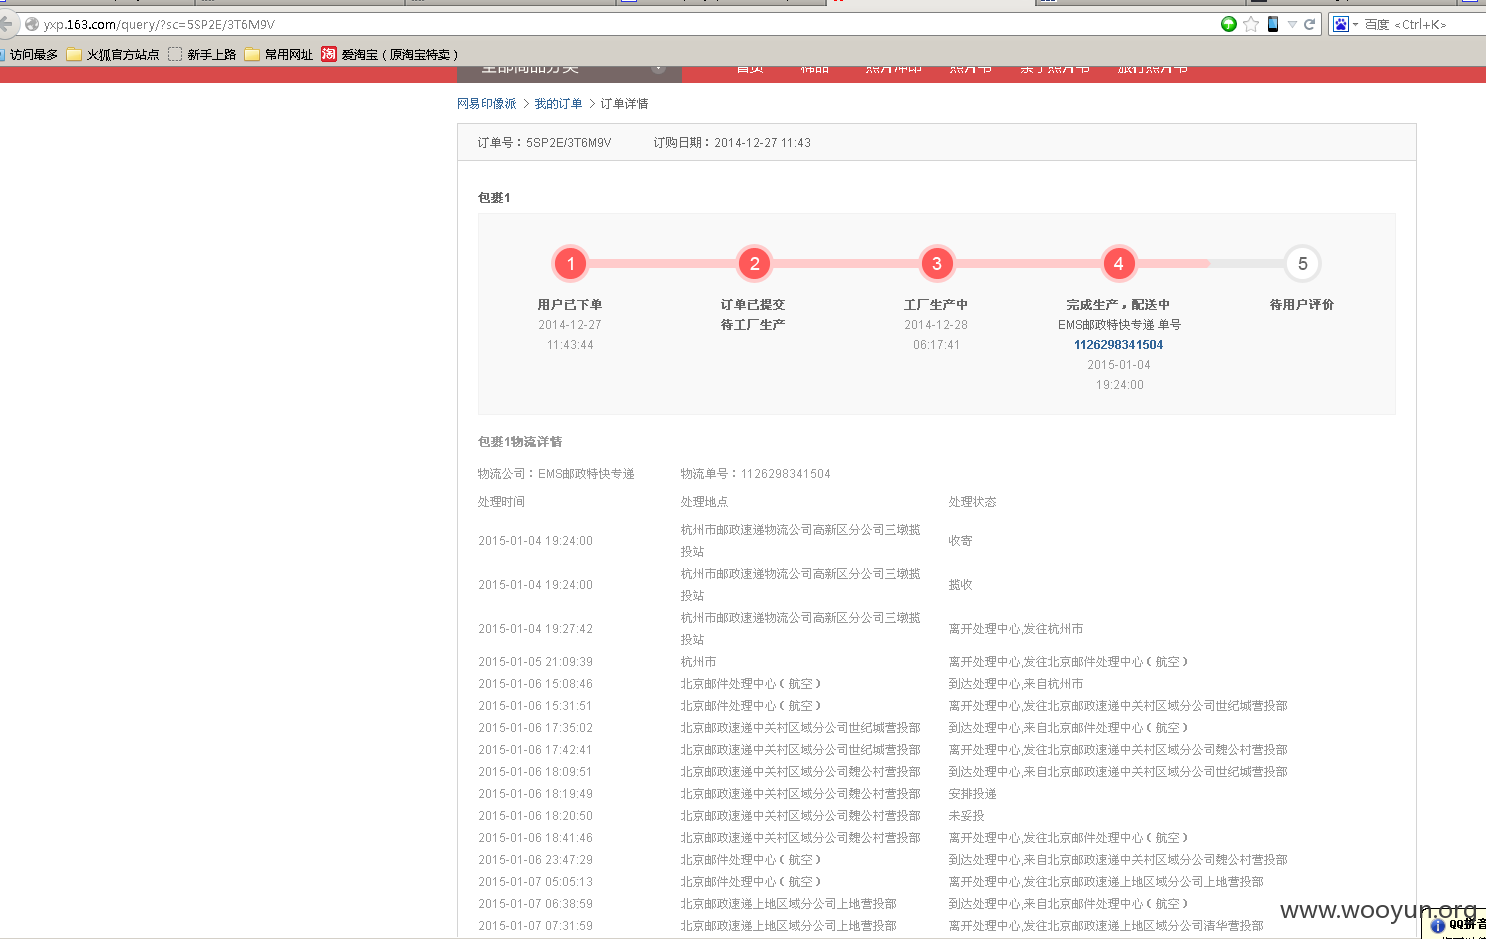 yxp.163.com/query/?sc=5SP2E/3T6M9V
百度 <Ctrl+K>
访问最多 火狐官方站点 新手上路 常用网址 淘 爱淘宝（原淘宝特卖）
全部商品分类 首页 棉品 照片冲印 照片书 亲子照片书 旅行照片书
网易印像派 > 我的订单 > 订单详情
订单号：5SP2E/3T6M9V 订购日期：2014-12-27 11:43
包裹1
1 2 3 4 5
用户已下单 订单已提交 工厂生产中 完成生产，配送中 待用户评价
2014-12-27 待工厂生产 2014-12-28 EMS邮政特快专递 单号
11:43:44 06:17:41 1126298341504
2015-01-04
19:24:00
包裹1物流详情
物流公司：EMS邮政特快专递 物流单号：1126298341504
处理时间 处理地点 处理状态
2015-01-04 19:24:00 杭州市邮政速递物流公司高新区分公司三墩揽 收寄
投站
2015-01-04 19:24:00 杭州市邮政速递物流公司高新区分公司三墩揽 揽收
投站
2015-01-04 19:27:42 杭州市邮政速递物流公司高新区分公司三墩揽 离开处理中心,发往杭州市
投站
2015-01-05 21:09:39 杭州市 离开处理中心,发往北京邮件处理中心（航空）
2015-01-06 15:08:46 北京邮件处理中心（航空） 到达处理中心,来自杭州市
2015-01-06 15:31:51 北京邮件处理中心（航空） 离开处理中心,发往北京邮政速递中关村区域分公司世纪城营投部
2015-01-06 17:35:02 北京邮政速递中关村区域分公司世纪城营投部 到达处理中心,来自北京邮件处理中心（航空）
2015-01-06 17:42:41 北京邮政速递中关村区域分公司世纪城营投部 离开处理中心,发往北京邮政速递中关村区域分公司魏公村营投部
2015-01-06 18:09:51 北京邮政速递中关村区域分公司魏公村营投部 到达处理中心,来自北京邮政速递中关村区域分公司世纪城营投部
2015-01-06 18:19:49 北京邮政速递中关村区域分公司魏公村营投部 安排投递
2015-01-06 18:20:50 北京邮政速递中关村区域分公司魏公村营投部 未妥投
2015-01-06 18:41:46 北京邮政速递中关村区域分公司魏公村营投部 离开处理中心,发往北京邮件处理中心（航空）
2015-01-06 23:47:29 北京邮件处理中心（航空） 到达处理中心,来自北京邮政速递中关村区域分公司魏公村营投部
2015-01-07 05:05:13 北京邮件处理中心（航空） 离开处理中心,发往北京邮政速递上地区域分公司上地营投部
2015-01-07 06:38:59 北京邮政速递上地区域分公司上地营投部 到达处理中心,来自北京邮件处理中心（航空）
2015-01-07 07:31:59 北京邮政速递上地区域分公司上地营投部 离开处理中心,发往北京邮政速递上地区域分公司清华营投部
www.wooyun.org
QQ拼音